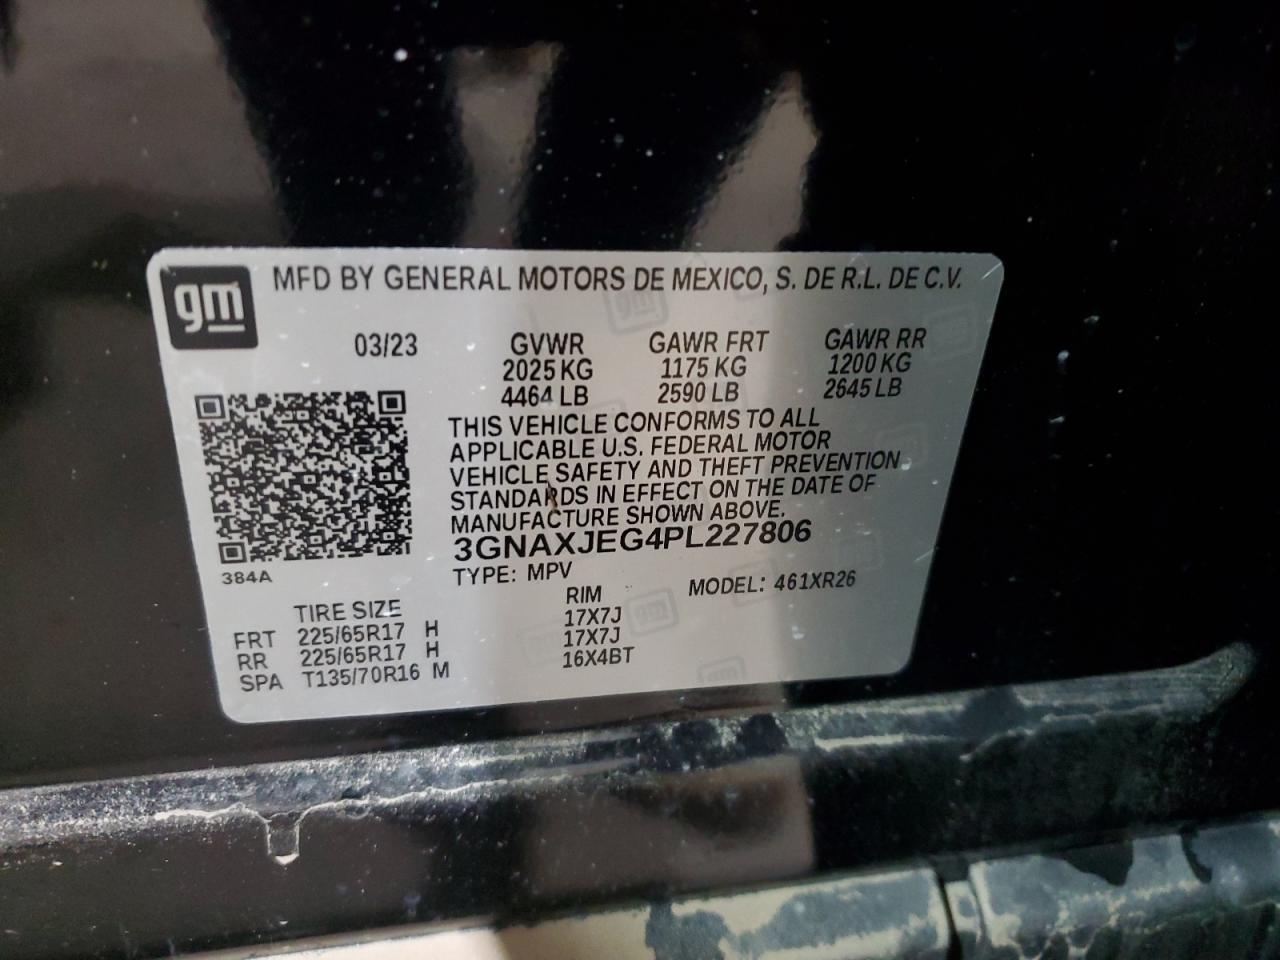 gm MFD BY GENERAL MOTORS DE MEXICO, S. DE R.L. DE C.V.
03/23 GVWR GAWR FRT GAWR RR
2025 KG 1175 KG 1200 KG
4464 LB 2590 LB 2645 LB
THIS VEHICLE CONFORMS TO ALL
APPLICABLE U.S. FEDERAL MOTOR
VEHICLE SAFETY AND THEFT PREVENTION
STANDARDS IN EFFECT ON THE DATE OF
MANUFACTURE SHOWN ABOVE.
3GNAXJEG4PL227806
384A
TYPE: MPV MODEL: 461XR26
TIRE SIZE RIM
FRT 225/65R17 H 17X7J
RR 225/65R17 H 17X7J
SPA T135/70R16 M 16X4BT